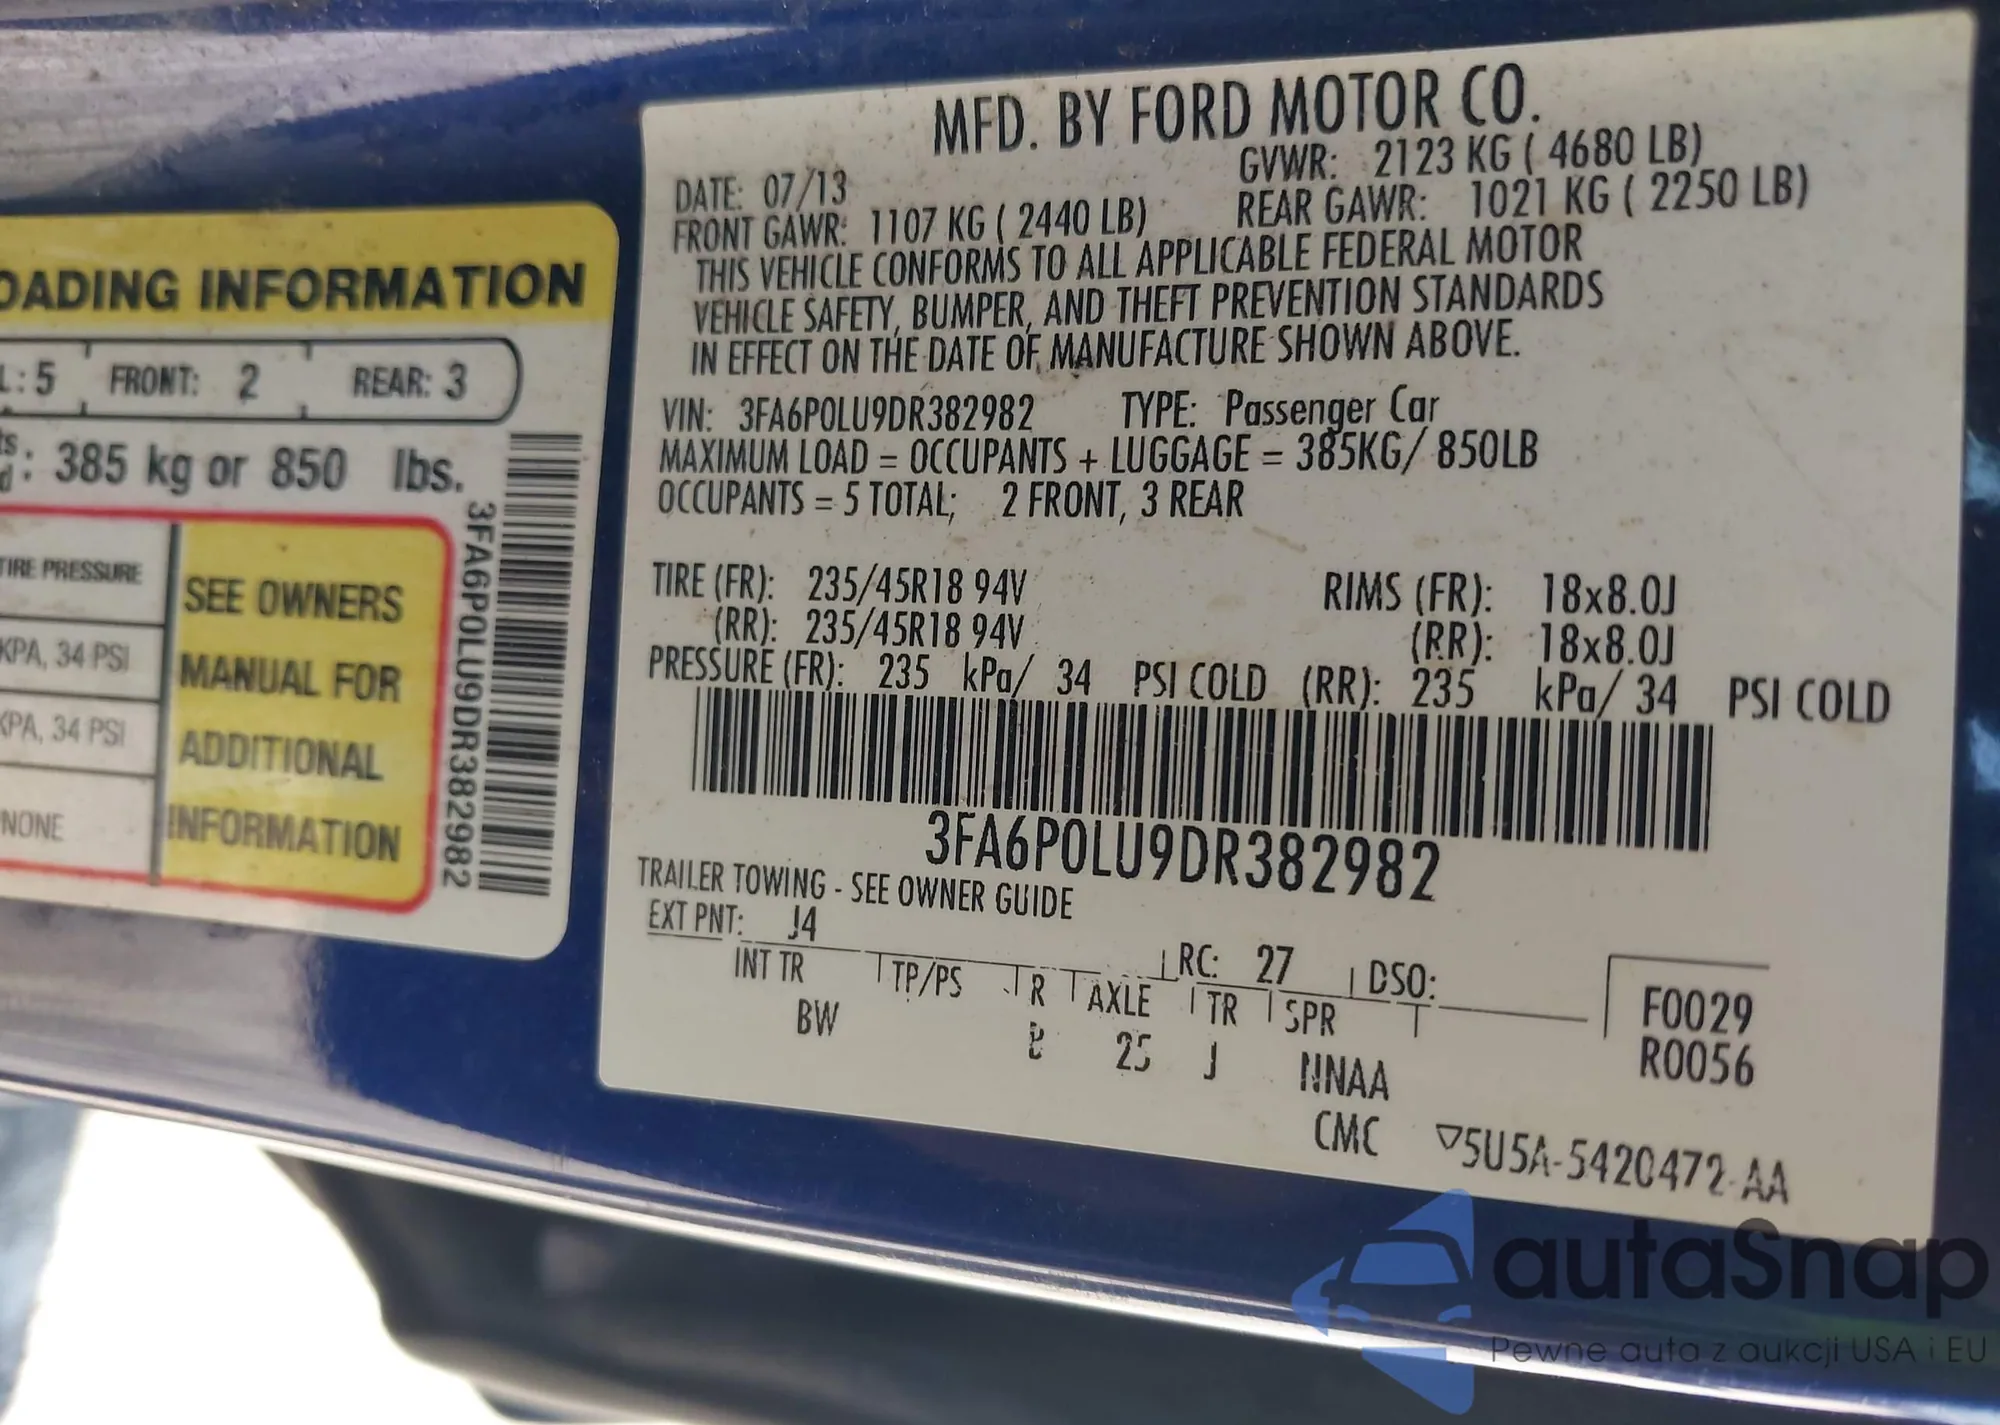 OADING INFORMATION
L: 5 FRONT: 2 REAR: 3
: 385 kg or 850 lbs.
TIRE PRESSURE
KPA, 34 PSI
KPA, 34 PSI
NONE
SEE OWNERS
MANUAL FOR
ADDITIONAL
INFORMATION
3FA6P0LU9DR382982
MFD. BY FORD MOTOR CO.
DATE: 07/13 GVWR: 2123 KG ( 4680 LB)
FRONT GAWR: 1107 KG ( 2440 LB) REAR GAWR: 1021 KG ( 2250 LB)
THIS VEHICLE CONFORMS TO ALL APPLICABLE FEDERAL MOTOR
VEHICLE SAFETY, BUMPER, AND THEFT PREVENTION STANDARDS
IN EFFECT ON THE DATE OF MANUFACTURE SHOWN ABOVE.
VIN: 3FA6P0LU9DR382982 TYPE: Passenger Car
MAXIMUM LOAD = OCCUPANTS + LUGGAGE = 385KG/ 850LB
OCCUPANTS = 5 TOTAL; 2 FRONT, 3 REAR
TIRE (FR): 235/45R18 94V RIMS (FR): 18x8.0J
(RR): 235/45R18 94V (RR): 18x8.0J
PRESSURE (FR): 235 kPa/ 34 PSI COLD (RR): 235 kPa/ 34 PSI COLD
3FA6P0LU9DR382982
TRAILER TOWING - SEE OWNER GUIDE
EXT PNT: J4 RC: 27 DSO:
INT TR TP/PS R AXLE TR SPR
BW B 25 J NNAA
F0029
R0056
CMC ▽5U5A-5420472-AA
autaSnap
Pewne auta z aukcji USA i EU